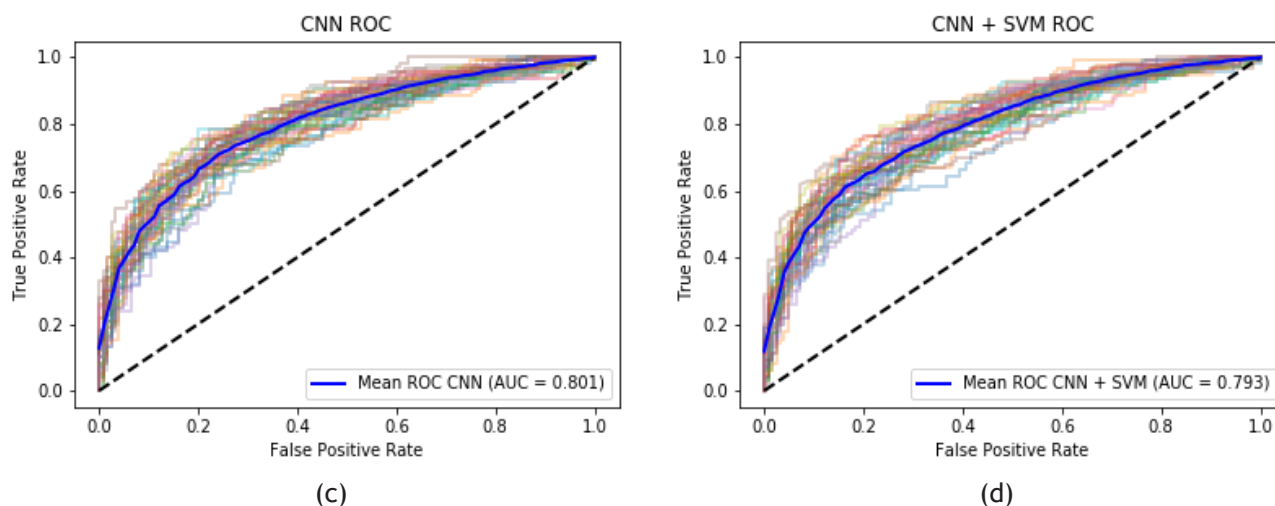 CNN ROC
1.0
0.8
0.6
0.4
0.2
0.0
True Positive Rate
Mean ROC CNN (AUC = 0.801)
0.0 0.2 0.4 0.6 0.8 1.0
False Positive Rate
(c)
CNN + SVM ROC
1.0
0.8
0.6
0.4
0.2
0.0
True Positive Rate
Mean ROC CNN + SVM (AUC = 0.793)
0.0 0.2 0.4 0.6 0.8 1.0
False Positive Rate
(d)